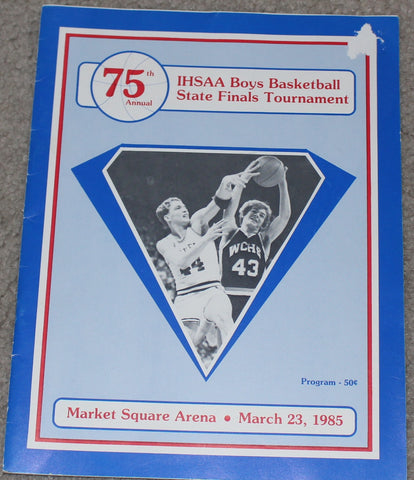 75th
Annual
IHSAA Boys Basketball
State Finals Tournament
44
WCHS
43
Program - 50¢
Market Square Arena • March 23, 1985